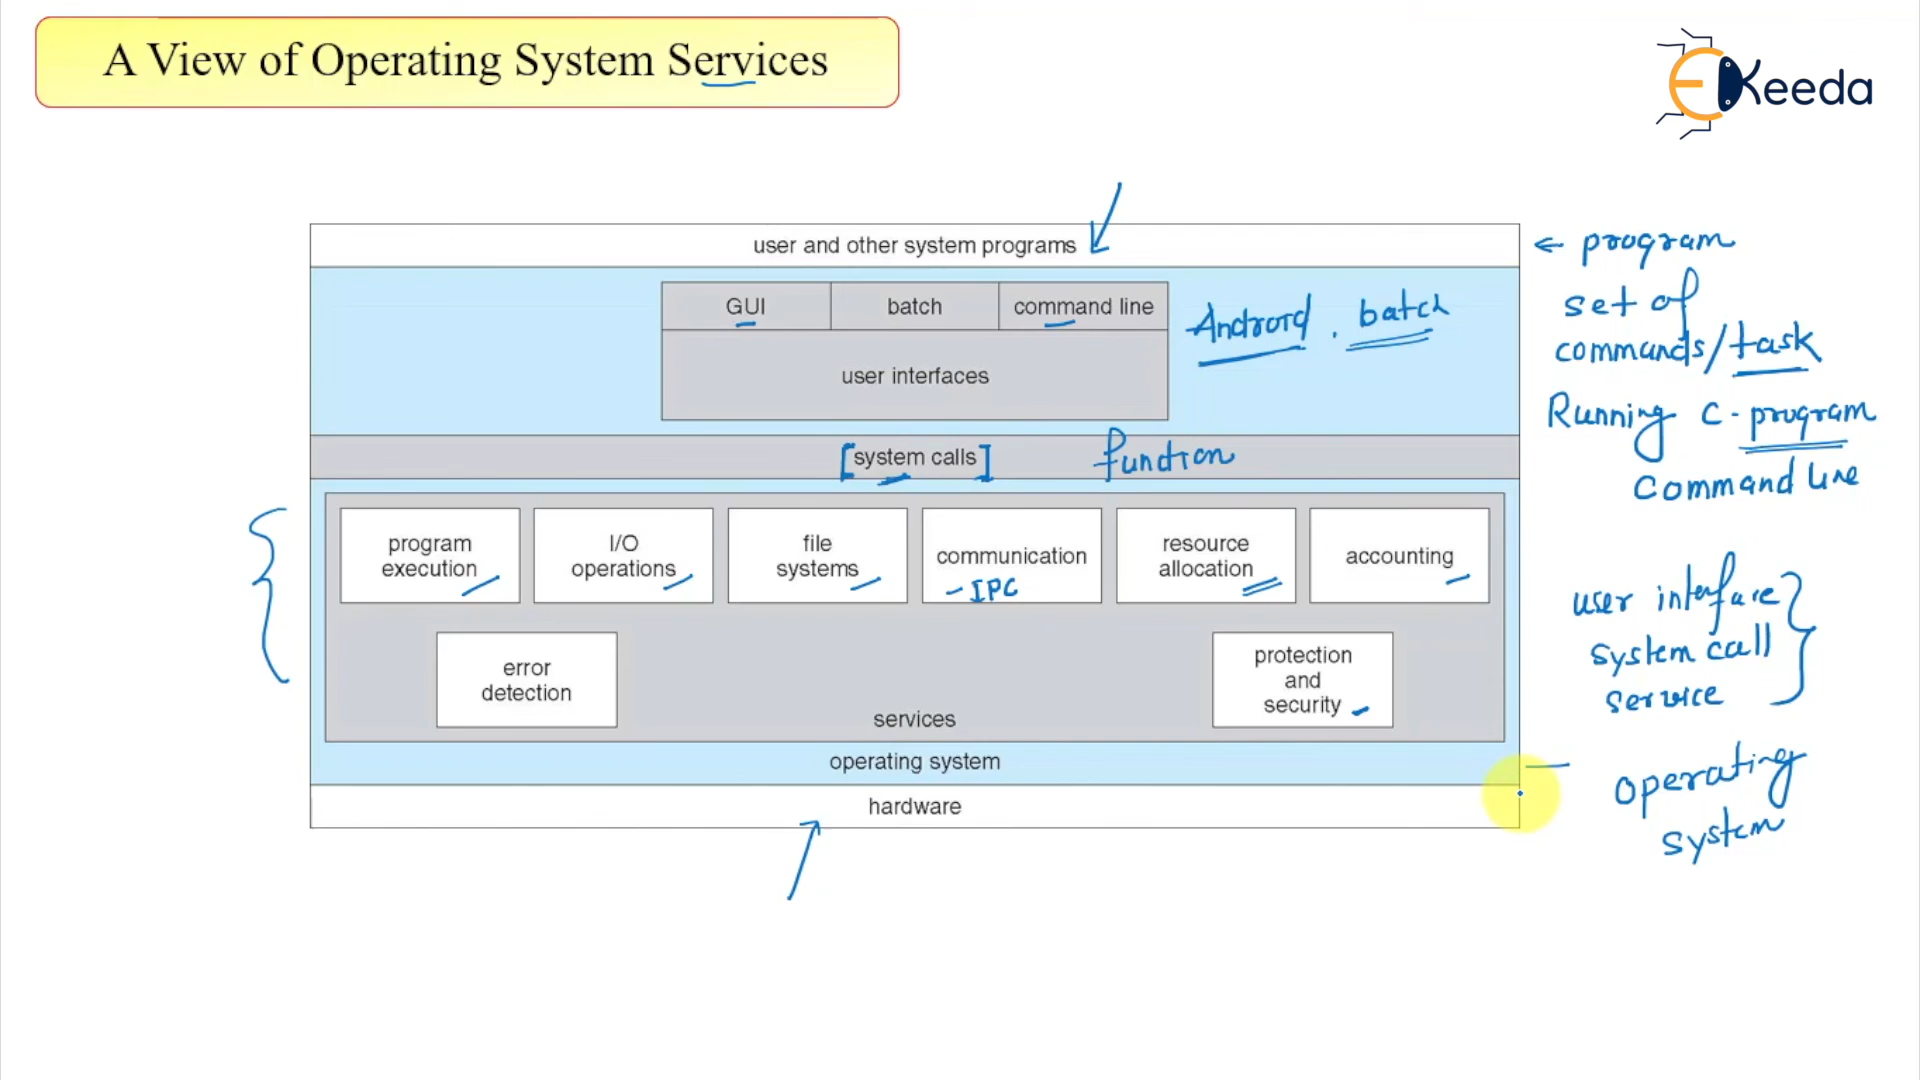 A View of Operating System Services
EKeeda
user and other system programs
← program
GUI
batch
command line
Android . batch
set of
commands/task
user interfaces
Running C - program
Command line
[system calls]
function
program
execution
I/O
operations
file
systems
communication
- IPC
resource
allocation
accounting
user interface
system call
service
error
detection
protection
and
security
services
operating system
operating
system
hardware